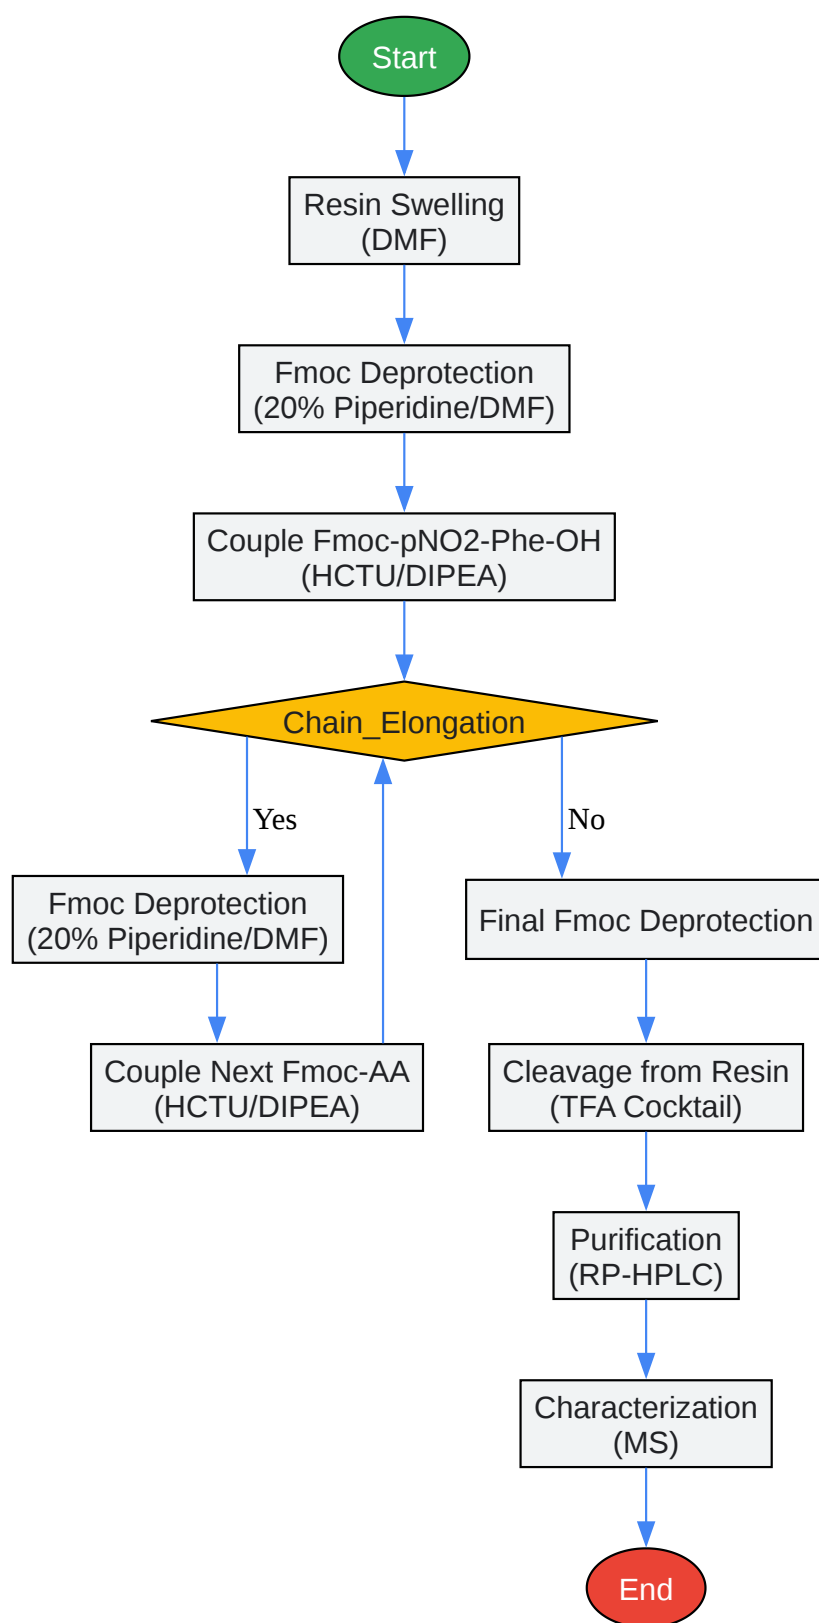 Start
Resin Swelling
(DMF)
Fmoc Deprotection
(20% Piperidine/DMF)
Couple Fmoc-pNO2-Phe-OH
(HCTU/DIPEA)
Chain_Elongation
Yes
No
Fmoc Deprotection
(20% Piperidine/DMF)
Final Fmoc Deprotection
Couple Next Fmoc-AA
(HCTU/DIPEA)
Cleavage from Resin
(TFA Cocktail)
Purification
(RP-HPLC)
Characterization
(MS)
End